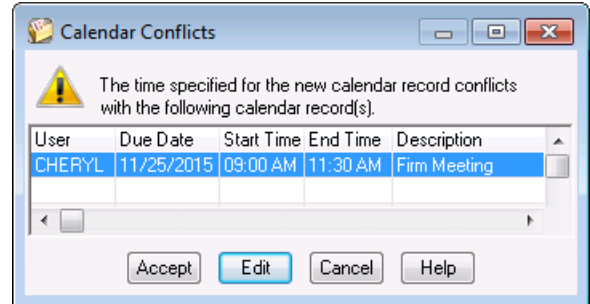 Calendar Conflicts
The time specified for the new calendar record conflicts
with the following calendar record(s).
User Due Date Start Time End Time Description
CHERYL 11/25/2015 09:00 AM 11:30 AM Firm Meeting
Accept Edit Cancel Help